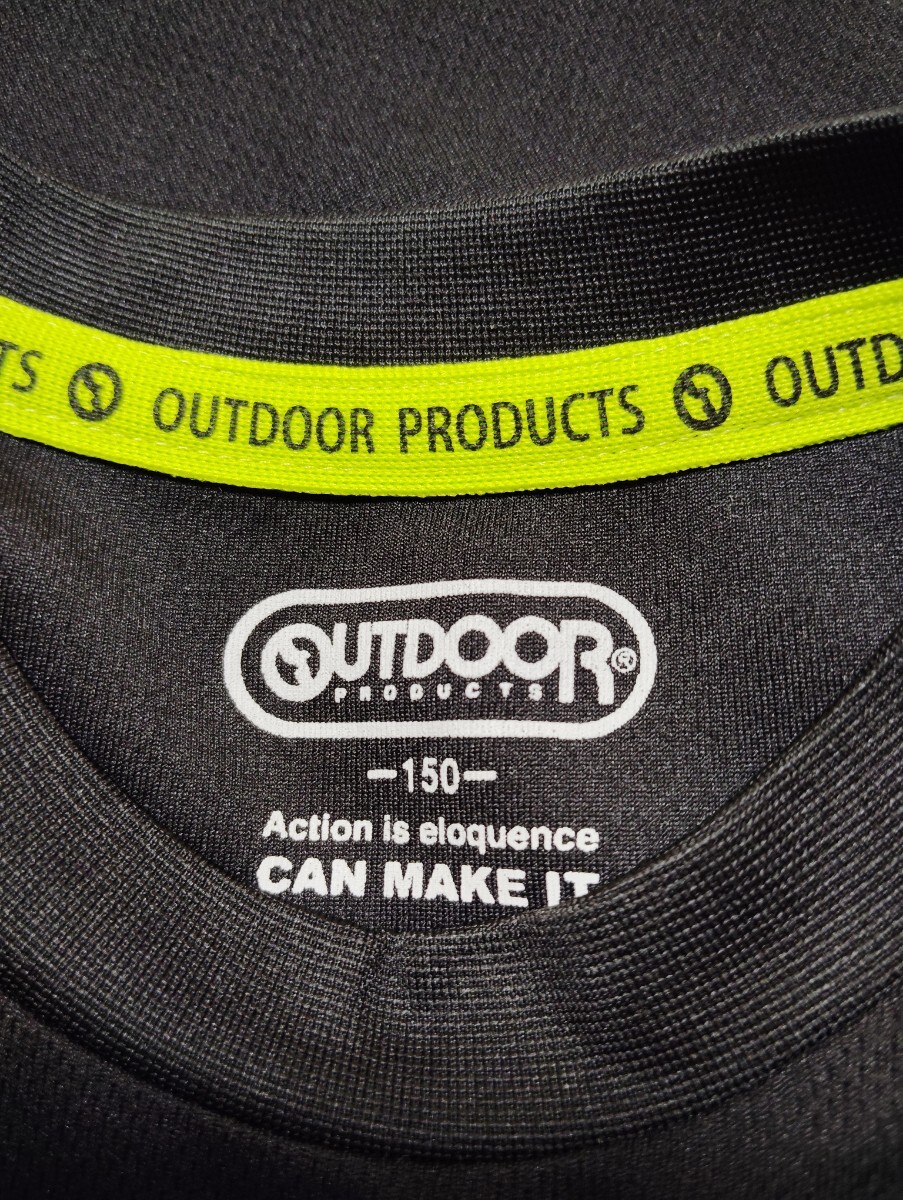 TS OUTDOOR PRODUCTS OUTD
OUTDOOR®
PRODUCTS
-150-
Action is eloquence
CAN MAKE IT